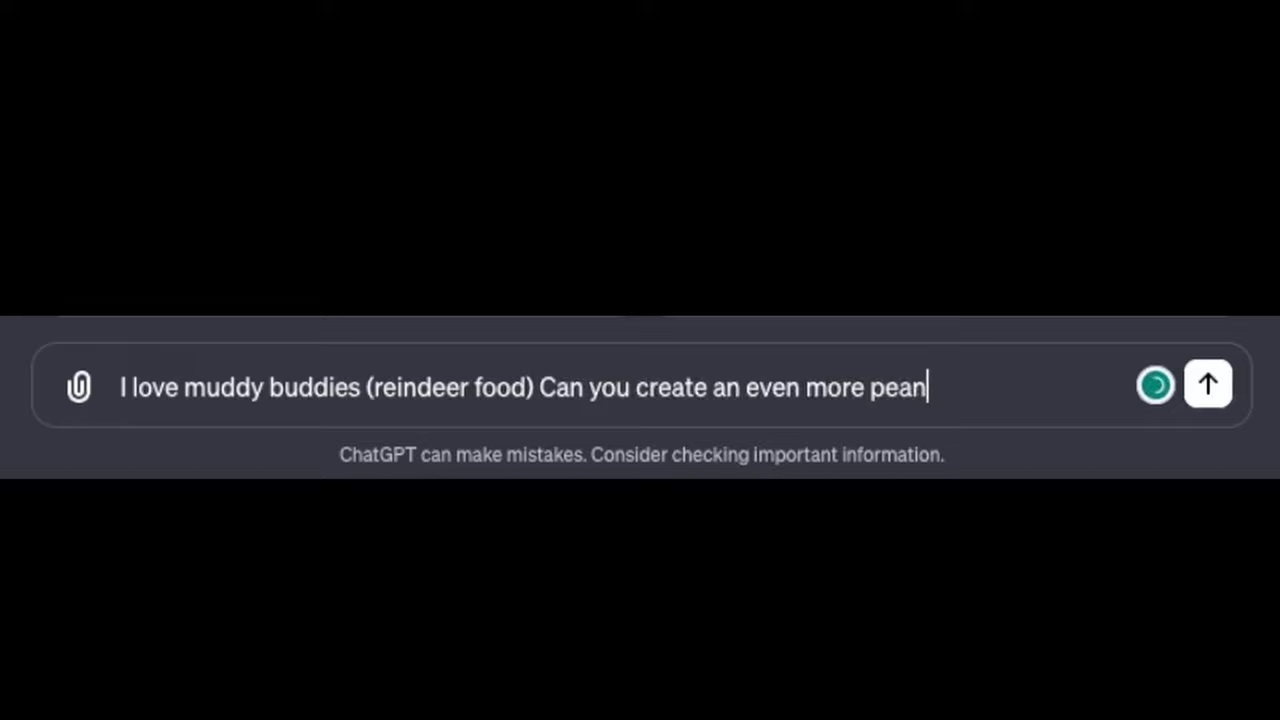 I love muddy buddies (reindeer food) Can you create an even more pean
ChatGPT can make mistakes. Consider checking important information.